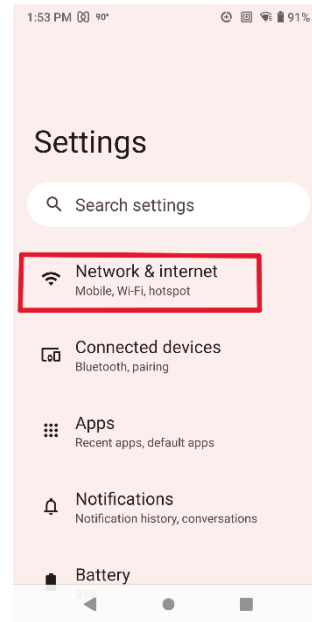 1:53 PM 90° 91%
Settings
Search settings
Network & internet
Mobile, Wi-Fi, hotspot
Connected devices
Bluetooth, pairing
Apps
Recent apps, default apps
Notifications
Notification history, conversations
Battery
91%